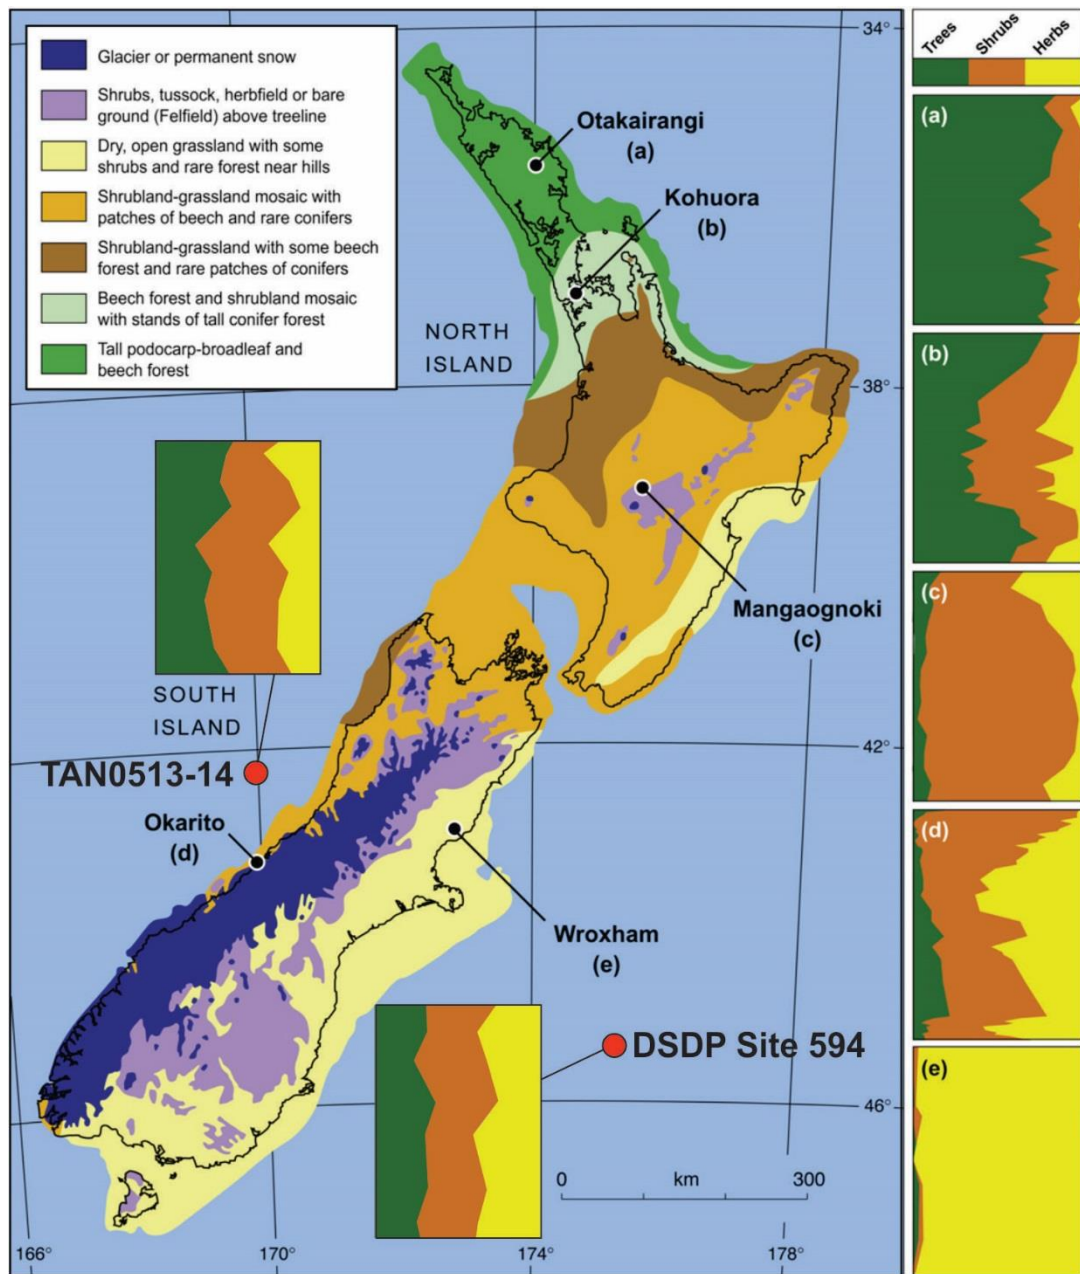 Glacier or permanent snow
Shrubs, tussock, herbfield or bare
ground (Felfield) above treeline
Dry, open grassland with some
shrubs and rare forest near hills
Shrubland-grassland mosaic with
patches of beech and rare conifers
Shrubland-grassland with some beech
forest and rare patches of conifers
Beech forest and shrubland mosaic
with stands of tall conifer forest
Tall podocarp-broadleaf and
beech forest
34°
Otakairangi
(a)
Kohuora
(b)
NORTH
ISLAND
38°
Mangaognoki
(c)
SOUTH
ISLAND
42°
TAN0513-14
Okarito
(d)
Wroxham
(e)
DSDP Site 594
46°
0 km 300
166° 170° 174° 178°
Trees Shrubs Herbs
(a)
(b)
(c)
(d)
(e)